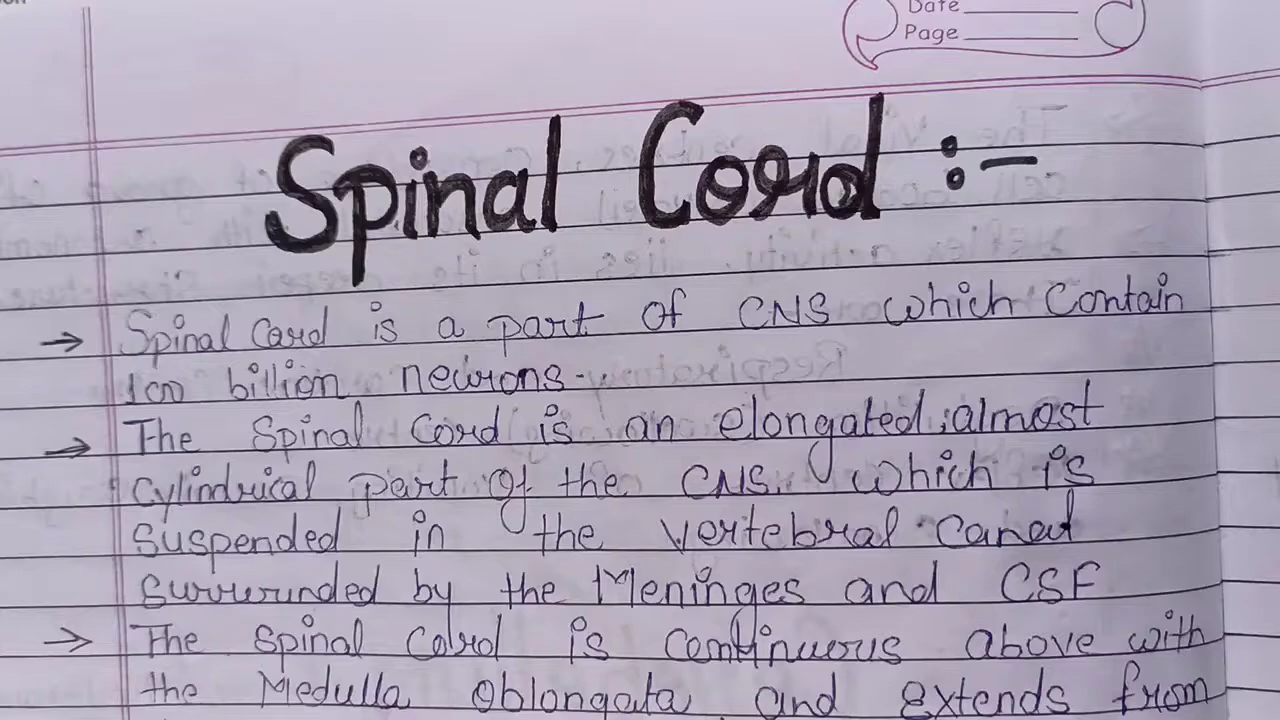 Date
Page
Spinal Cord :-
→ Spinal Cord is a part of CNS which Contain
100 billion neurons.
→ The Spinal Cord is an elongated, almost
Cylindrical part of the CNS, which is
Suspended in the vertebral Canal
Surrounded by the Meninges and CSF
→ The Spinal Cord is continuous above with
the Medulla oblongata and extends from